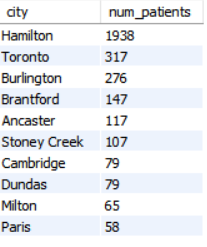 city num_patients
Hamilton 1938
Toronto 317
Burlington 276
Brantford 147
Ancaster 117
Stoney Creek 107
Cambridge 79
Dundas 79
Milton 65
Paris 58